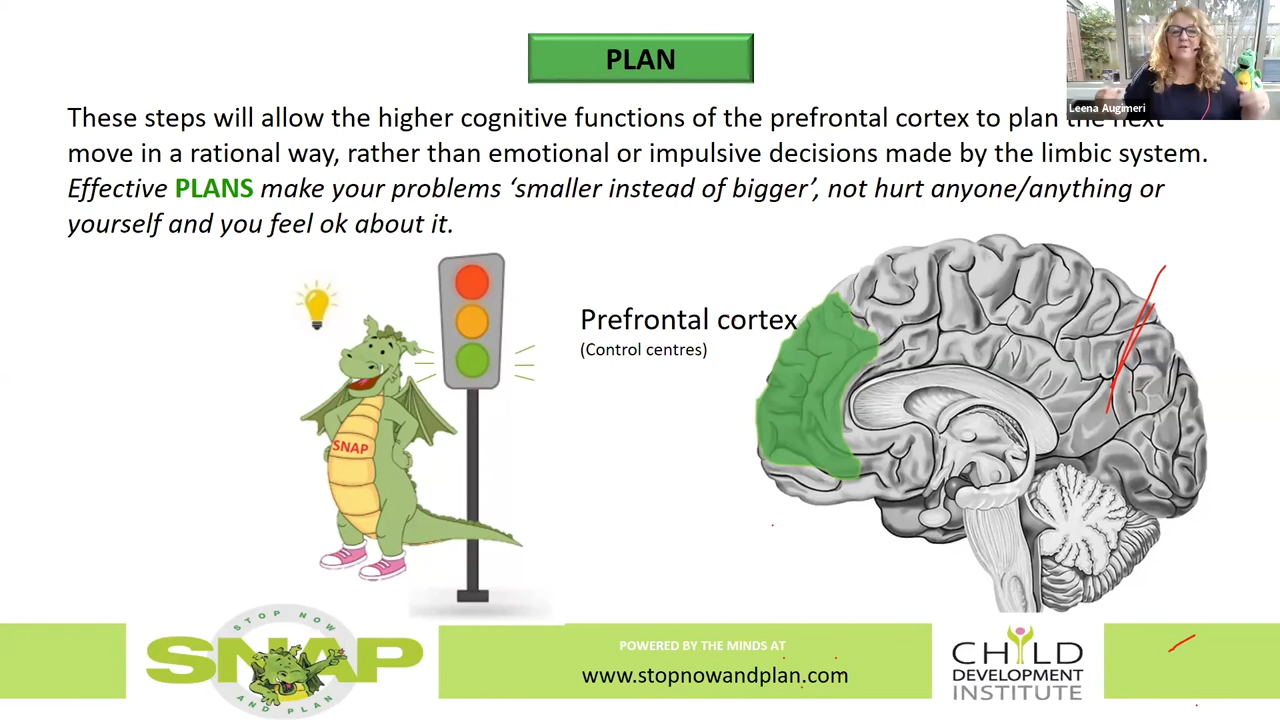 PLAN
Leena Augimeri
These steps will allow the higher cognitive functions of the prefrontal cortex to plan the next
move in a rational way, rather than emotional or impulsive decisions made by the limbic system.
Effective PLANS make your problems ‘smaller instead of bigger’, not hurt anyone/anything or
yourself and you feel ok about it.
Prefrontal cortex
(Control centres)
SNAP
STOP NOW
SNAP
AND PLAN
POWERED BY THE MINDS AT
www.stopnowandplan.com
CHILD
DEVELOPMENT
INSTITUTE